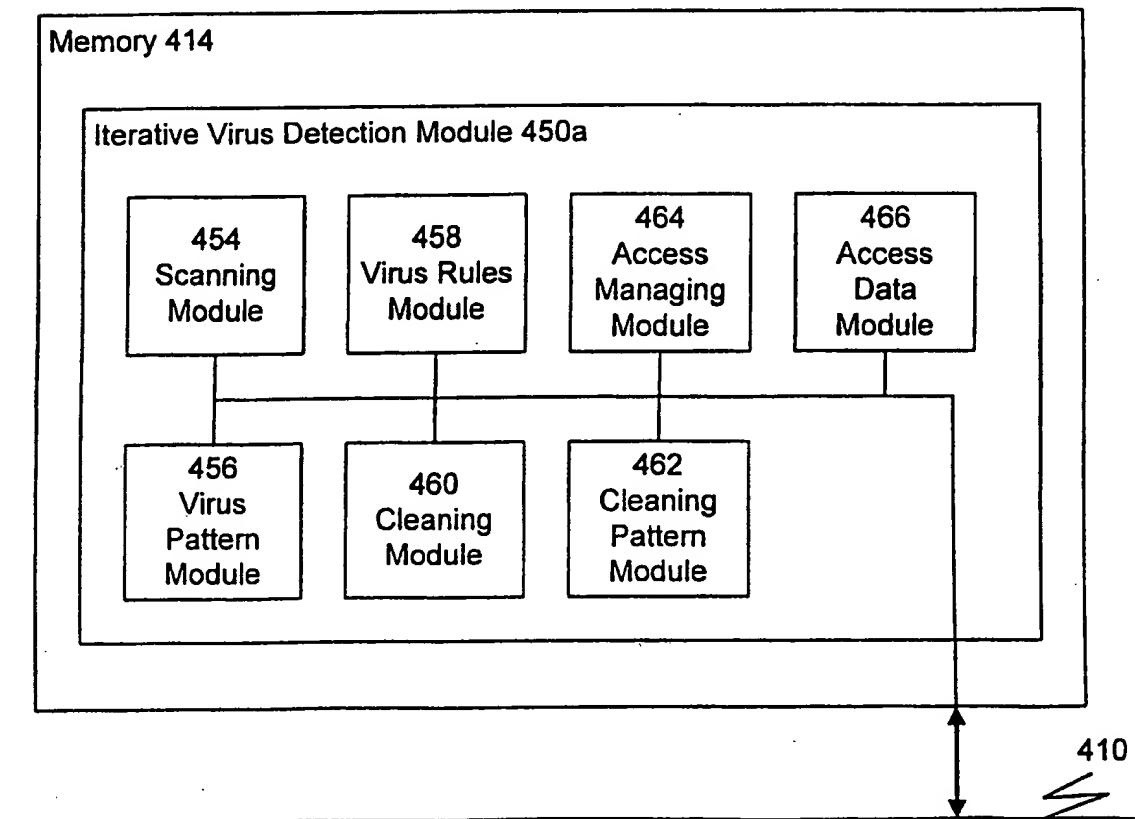 Memory 414
Iterative Virus Detection Module 450a
454
Scanning
Module
458
Virus Rules
Module
464
Access
Managing
Module
466
Access
Data
Module
456
Virus
Pattern
Module
460
Cleaning
Module
462
Cleaning
Pattern
Module
410